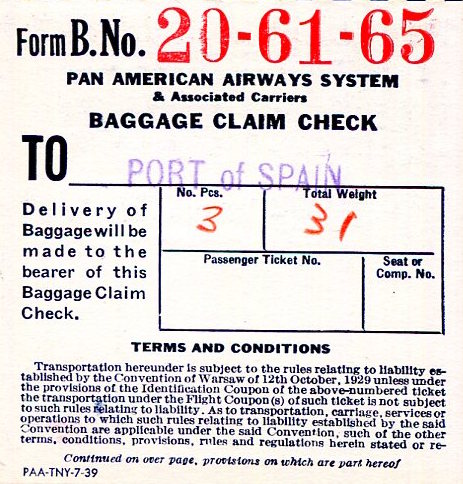 Form B.No. 20-61-65
PAN AMERICAN AIRWAYS SYSTEM
& Associated Carriers
BAGGAGE CLAIM CHECK
TO PORT of SPAIN
Delivery of
Baggage will be
made to the
bearer of this
Baggage Claim
Check.
No. Pcs.
3
Total Weight
31
Passenger Ticket No.
Seat or
Comp. No.
TERMS AND CONDITIONS
Transportation hereunder is subject to the rules relating to liability es-
tablished by the Convention of Warsaw of 12th October, 1929 unless under
the provisions of the Identification Coupon of the above-numbered ticket
the transportation under the Flight Coupon(s) of such ticket is not subject
to such rules relating to liability. As to transportation, carriage, services or
operations to which such rules relating to liability established by the said
Convention are applicable under the said Convention, such of the other
terms, conditions, provisions, rules and regulations herein stated or re-
Continued on over page, provisions on which are part hereof
PAA-TNY-7-39